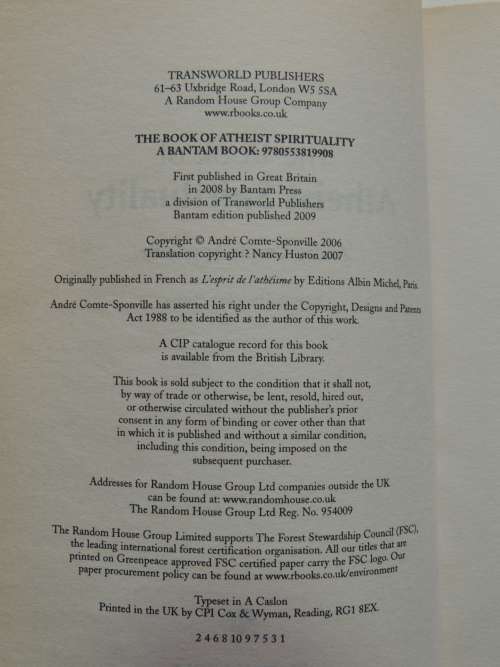 TRANSWORLD PUBLISHERS
61–63 Uxbridge Road, London W5 5SA
A Random House Group Company
www.rbooks.co.uk
THE BOOK OF ATHEIST SPIRITUALITY
A BANTAM BOOK: 9780553819908
First published in Great Britain
in 2008 by Bantam Press
a division of Transworld Publishers
Bantam edition published 2009
Copyright © André Comte-Sponville 2006
Translation copyright ? Nancy Huston 2007
Originally published in French as L'esprit de l'athéisme by Editions Albin Michel, Paris.
André Comte-Sponville has asserted his right under the Copyright, Designs and Patents
Act 1988 to be identified as the author of this work.
A CIP catalogue record for this book
is available from the British Library.
This book is sold subject to the condition that it shall not,
by way of trade or otherwise, be lent, resold, hired out,
or otherwise circulated without the publisher's prior
consent in any form of binding or cover other than that
in which it is published and without a similar condition,
including this condition, being imposed on the
subsequent purchaser.
Addresses for Random House Group Ltd companies outside the UK
can be found at: www.randomhouse.co.uk
The Random House Group Ltd Reg. No. 954009
The Random House Group Limited supports The Forest Stewardship Council (FSC),
the leading international forest certification organisation. All our titles that are
printed on Greenpeace approved FSC certified paper carry the FSC logo. Our
paper procurement policy can be found at www.rbooks.co.uk/environment
Typeset in A Caslon
Printed in the UK by CPI Cox & Wyman, Reading, RG1 8EX.
2 4 6 8 10 9 7 5 3 1